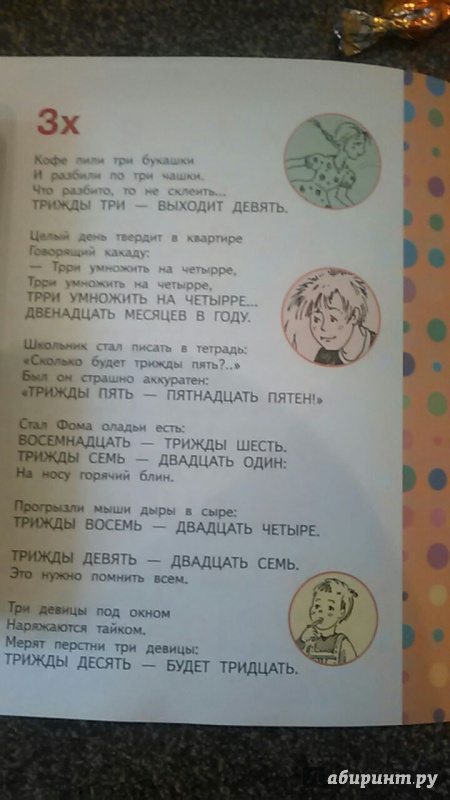 3х
Кофе пили три букашки
И разбили по три чашки.
Что разбито, то не склеить...
ТРИЖДЫ ТРИ — ВЫХОДИТ ДЕВЯТЬ.
Целый день твердит в квартире
Говорящий какаду:
— Трри умножить на четырре,
Трри умножить на четырре,
ТРРИ УМНОЖИТЬ НА ЧЕТЫРРЕ...
ДВЕНАДЦАТЬ МЕСЯЦЕВ В ГОДУ.
Школьник стал писать в тетрадь:
«Сколько будет трижды пять?..»
Был он страшно аккуратен:
«ТРИЖДЫ ПЯТЬ — ПЯТНАДЦАТЬ ПЯТЕН!»
Стал Фома оладьи есть:
ВОСЕМНАДЦАТЬ — ТРИЖДЫ ШЕСТЬ.
ТРИЖДЫ СЕМЬ — ДВАДЦАТЬ ОДИН:
На носу горячий блин.
Прогрызли мыши дыры в сыре:
ТРИЖДЫ ВОСЕМЬ — ДВАДЦАТЬ ЧЕТЫРЕ.
ТРИЖДЫ ДЕВЯТЬ — ДВАДЦАТЬ СЕМЬ.
Это нужно помнить всем.
Три девицы под окном
Наряжаются тайком.
Мерят перстни три девицы:
ТРИЖДЫ ДЕСЯТЬ — БУДЕТ ТРИДЦАТЬ.
Лабиринт.ру